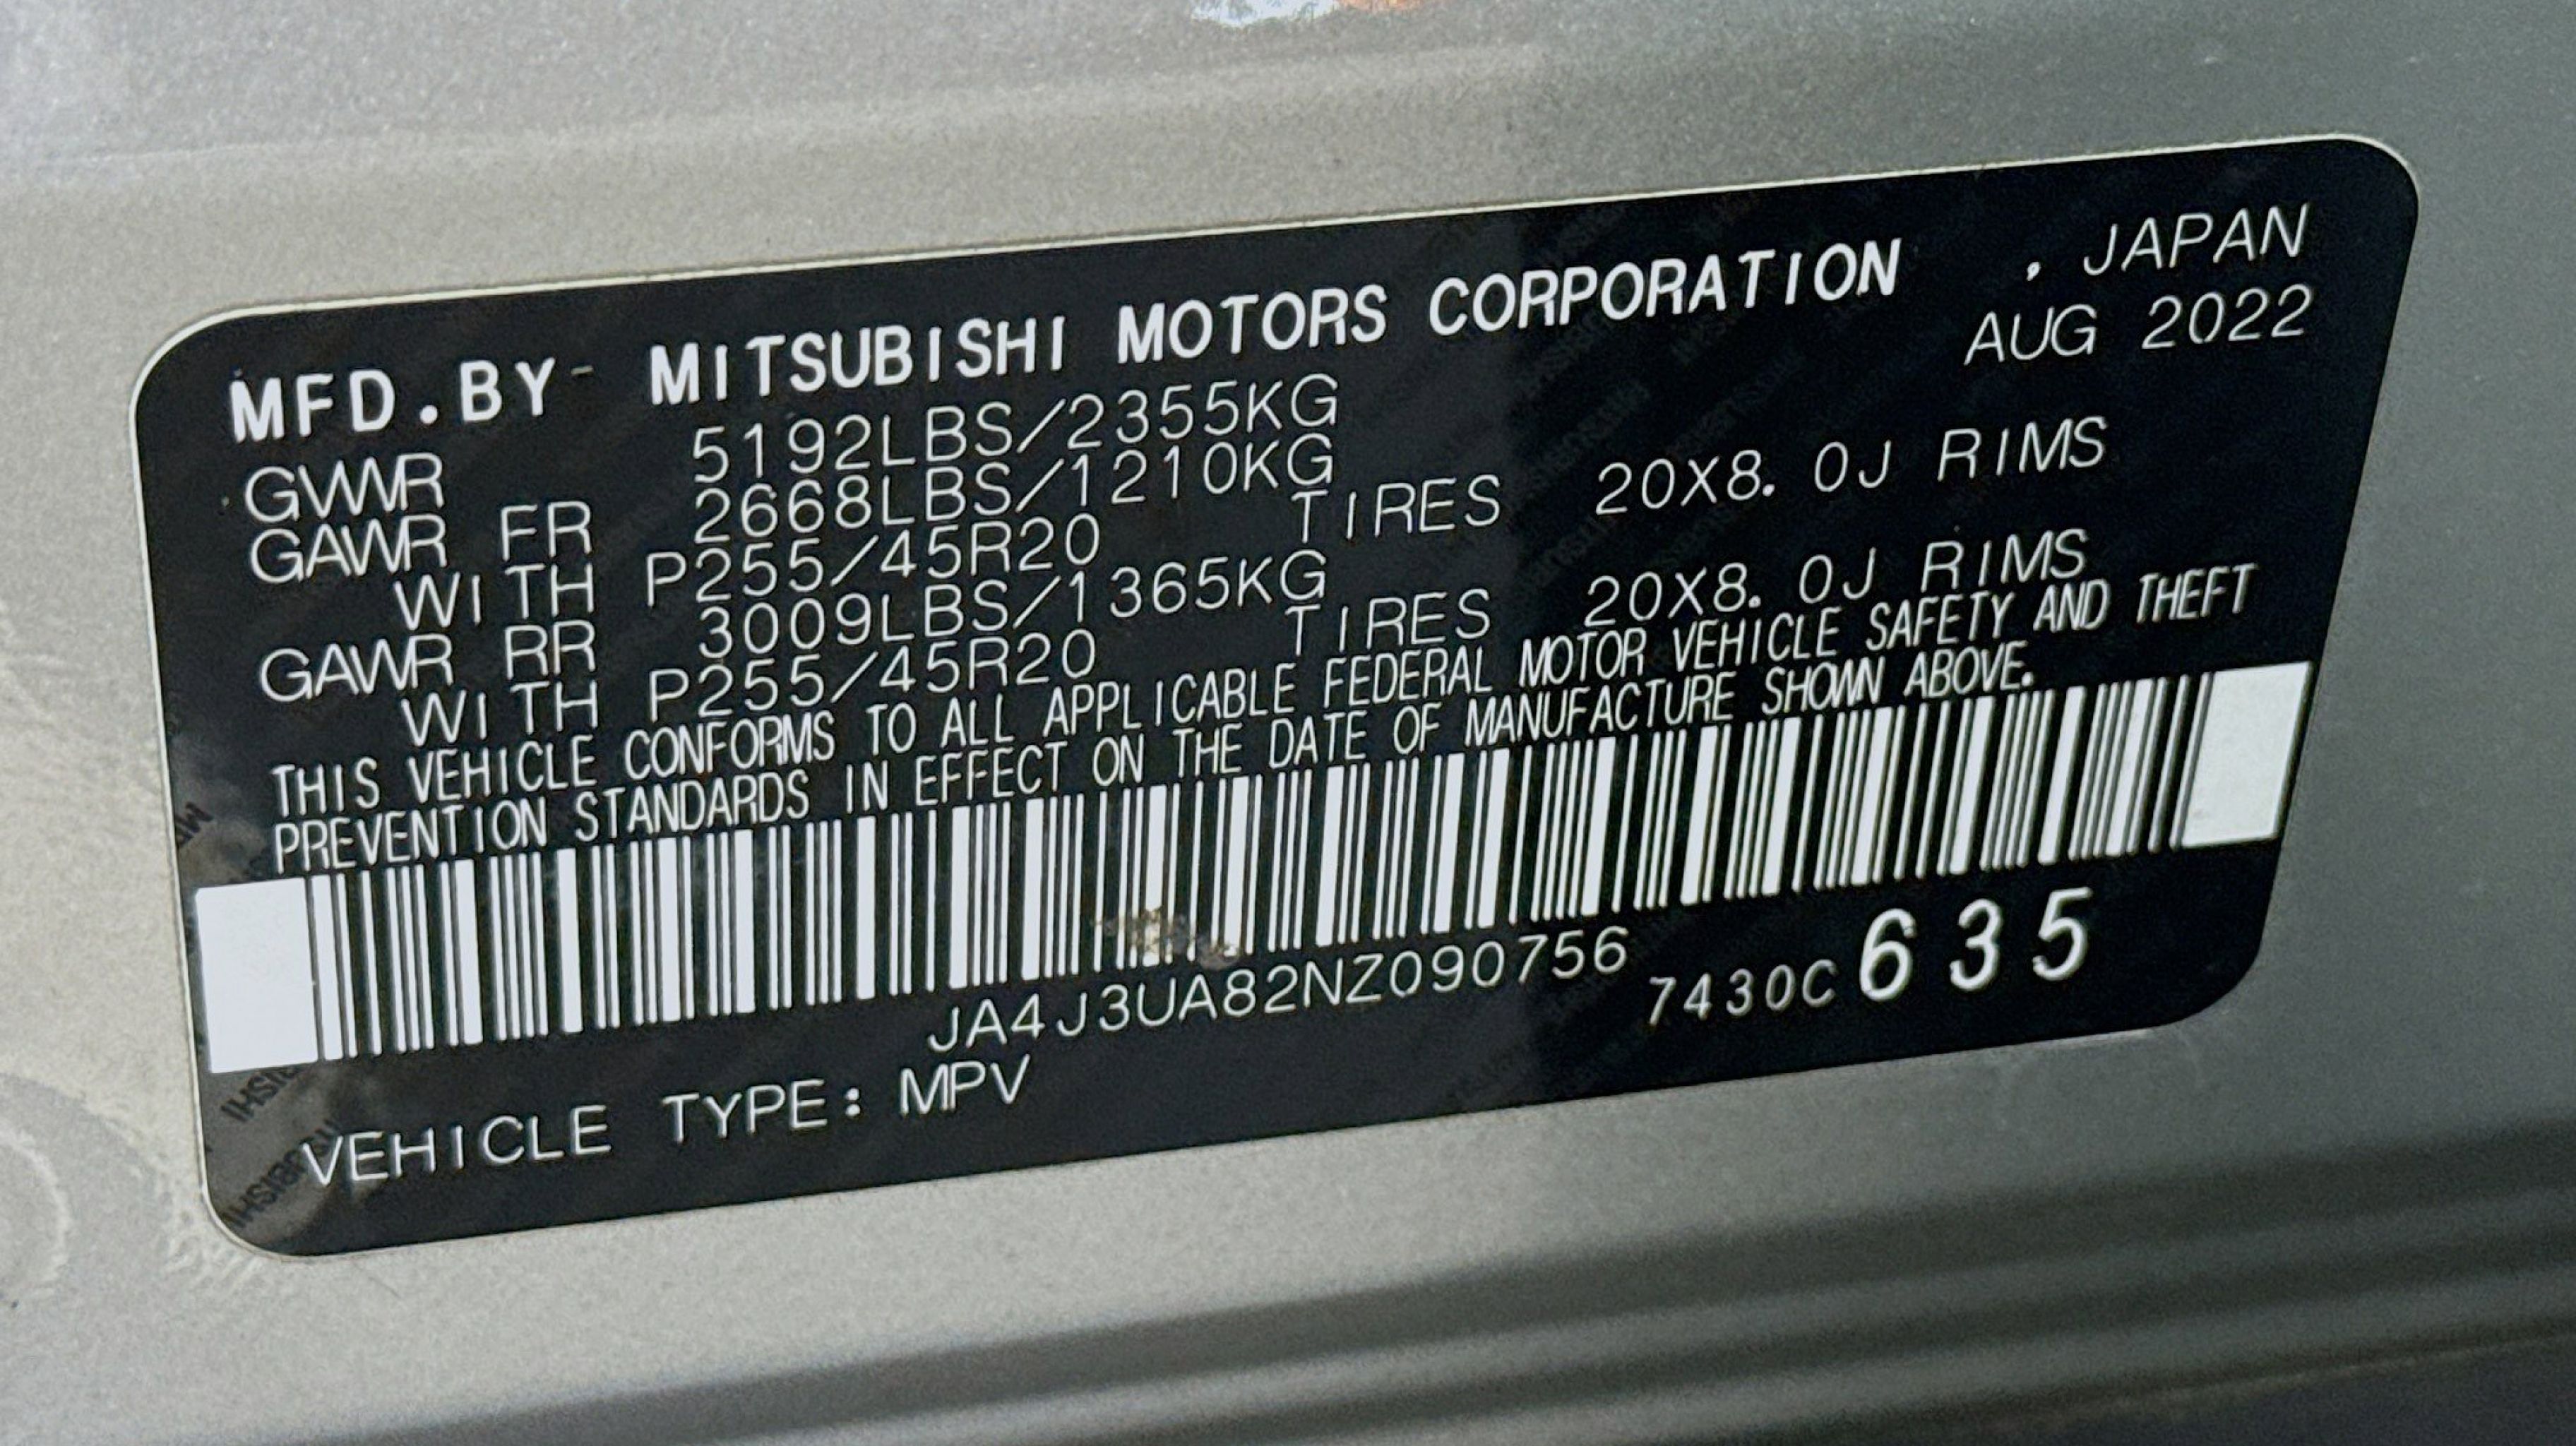 MFD.BY- MITSUBISHI MOTORS CORPORATION , JAPAN
AUG 2022
GVWR 5192LBS/2355KG
GAWR FR 2668LBS/1210KG
WITH P255/45R20 TIRES 20X8.0J RIMS
GAWR RR 3009LBS/1365KG
WITH P255/45R20 TIRES 20X8.0J RIMS
THIS VEHICLE CONFORMS TO ALL APPLICABLE FEDERAL MOTOR VEHICLE SAFETY AND THEFT
PREVENTION STANDARDS IN EFFECT ON THE DATE OF MANUFACTURE SHOWN ABOVE.
JA4J3UA82NZ090756 7430C635
VEHICLE TYPE: MPV